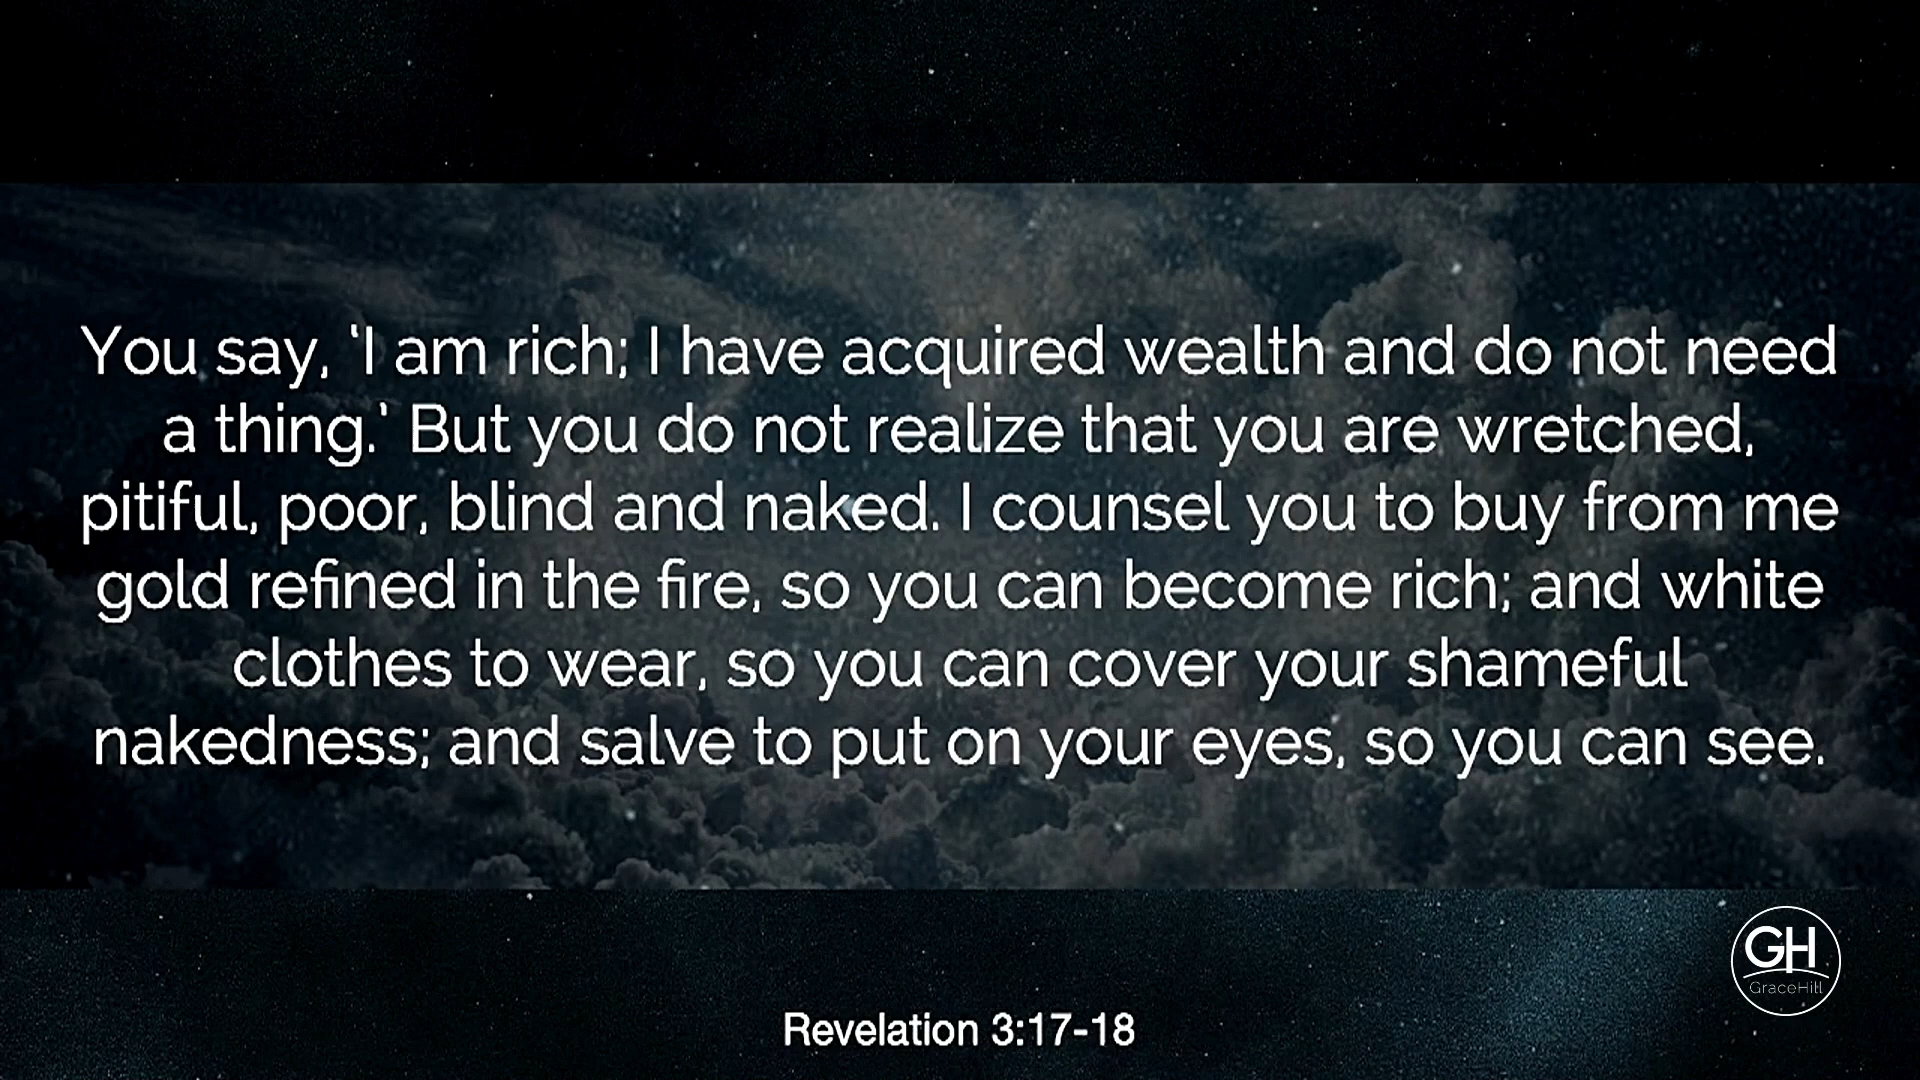 You say, ‘I am rich; I have acquired wealth and do not need
a thing.’ But you do not realize that you are wretched,
pitiful, poor, blind and naked. I counsel you to buy from me
gold refined in the fire, so you can become rich; and white
clothes to wear, so you can cover your shameful
nakedness; and salve to put on your eyes, so you can see.
GH
GraceHill
Revelation 3:17-18